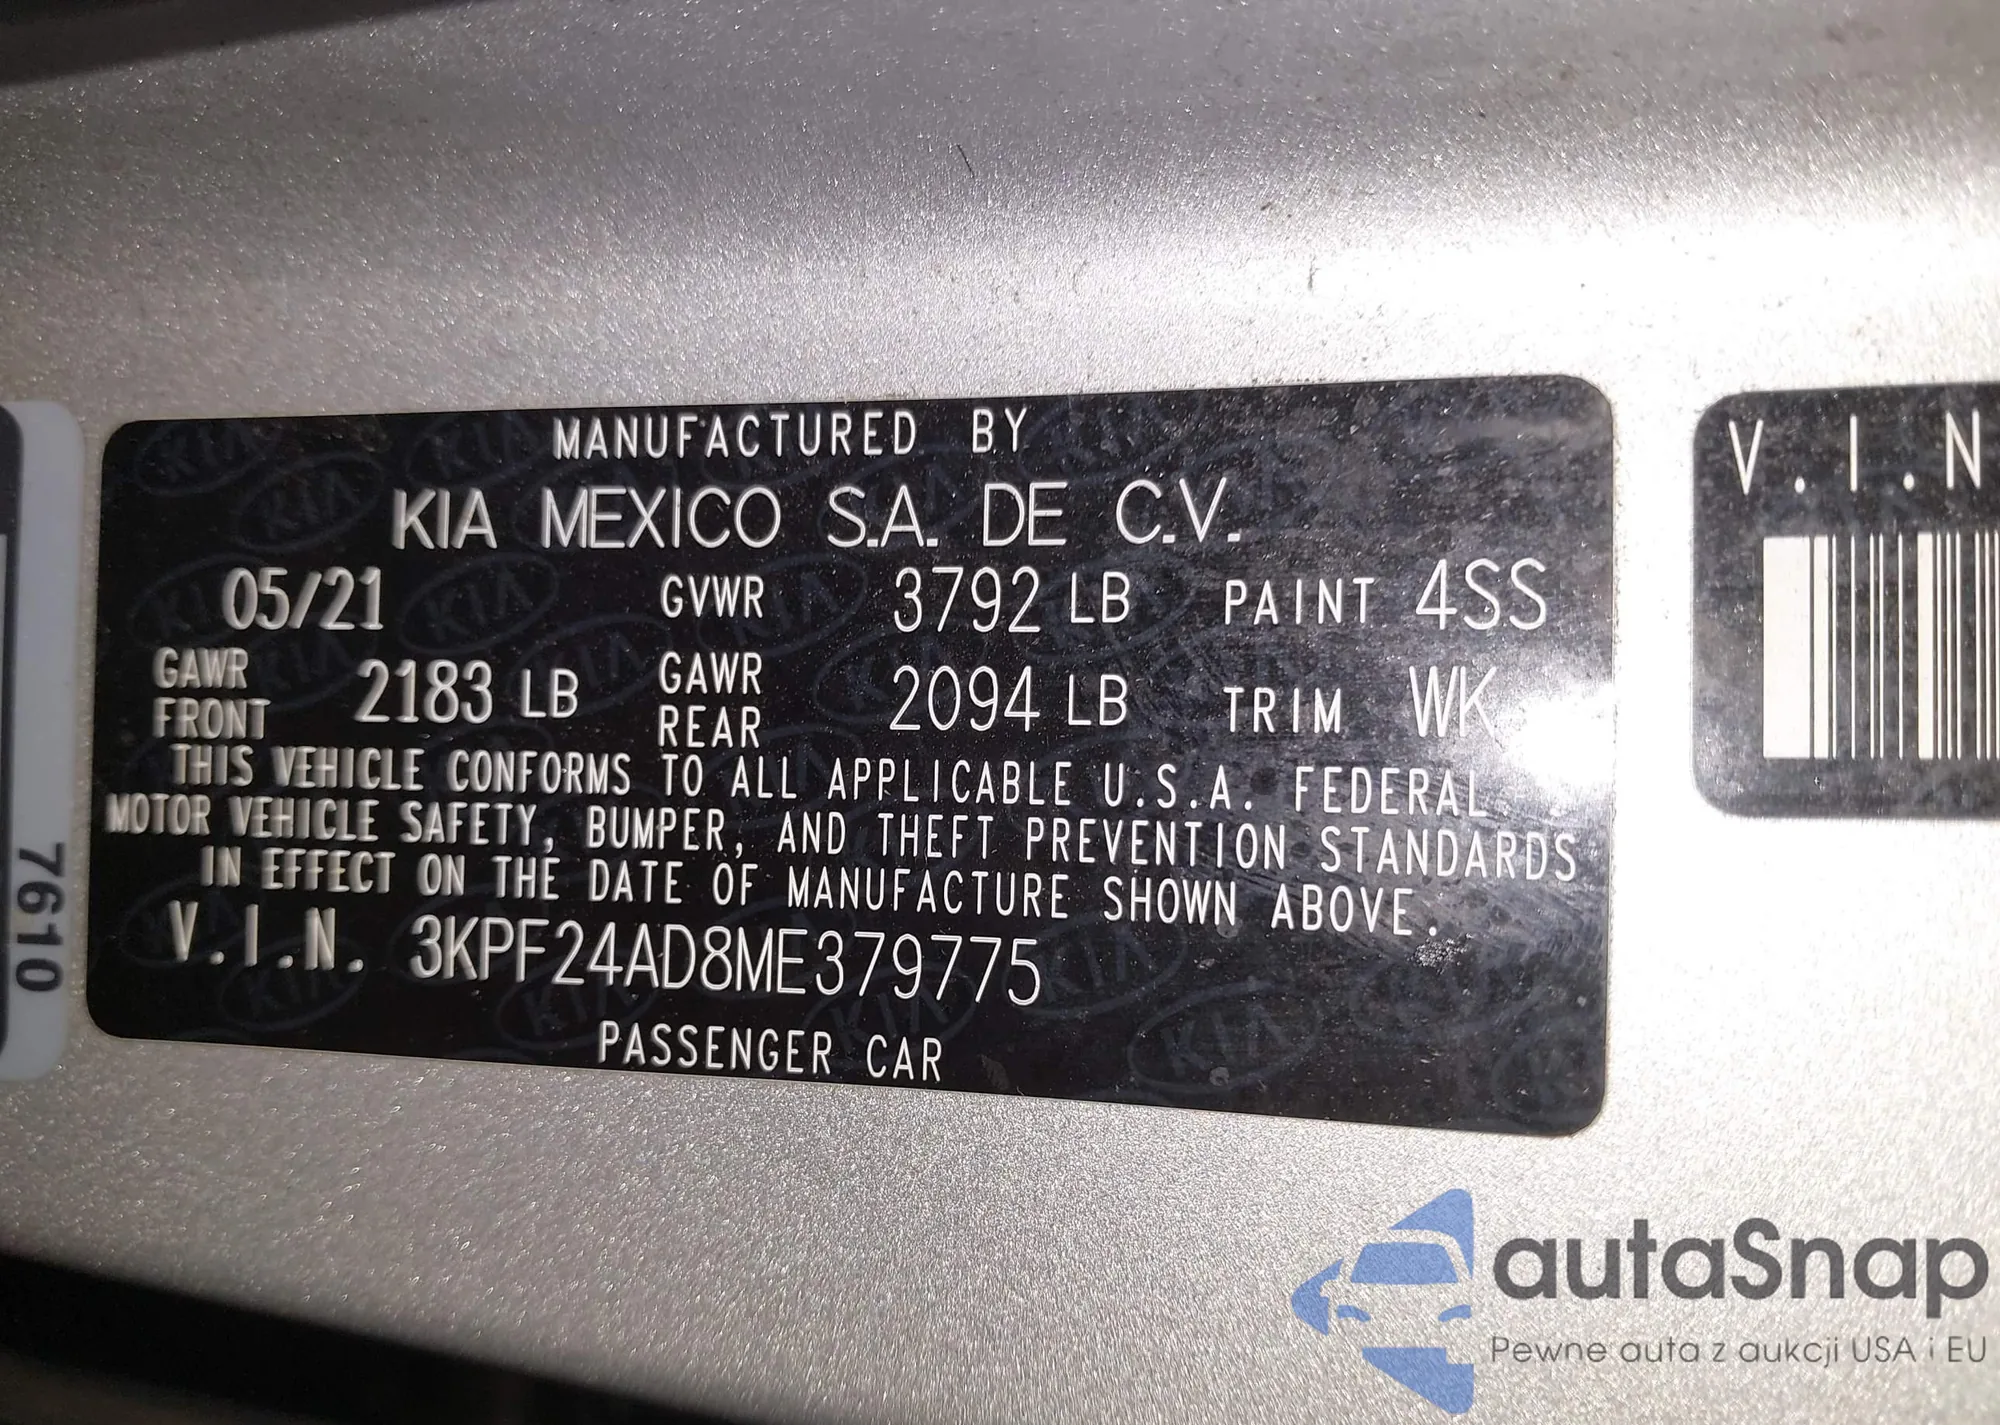 MANUFACTURED BY
KIA MEXICO S.A. DE C.V.
05/21 GVWR 3792 LB PAINT 4SS
GAWR FRONT 2183 LB GAWR REAR 2094 LB TRIM WK
THIS VEHICLE CONFORMS TO ALL APPLICABLE U.S.A. FEDERAL
MOTOR VEHICLE SAFETY, BUMPER, AND THEFT PREVENTION STANDARDS
IN EFFECT ON THE DATE OF MANUFACTURE SHOWN ABOVE.
V.I.N. 3KPF24AD8ME379775
PASSENGER CAR
V.I.N
7610
autaSnap
Pewne auta z aukcji USA i EU